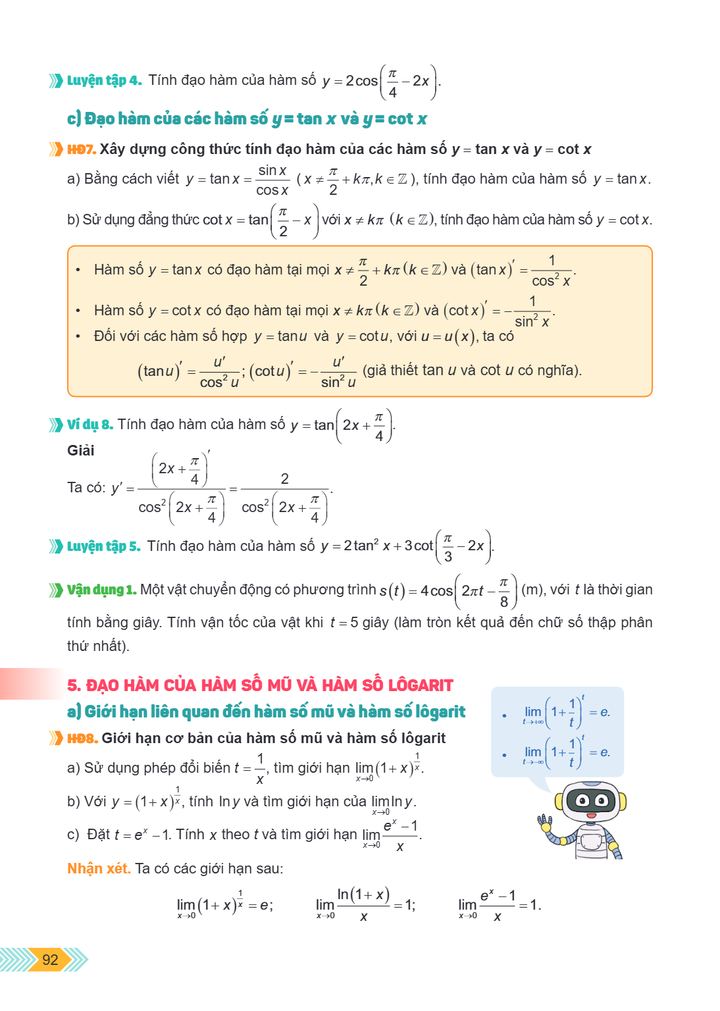 Luyện tập 4. Tính đạo hàm của hàm số y = 2cos(π/4 − 2x).
c) Đạo hàm của các hàm số y = tan x và y = cot x
HĐ7. Xây dựng công thức tính đạo hàm của các hàm số y = tan x và y = cot x
a) Bằng cách viết y = tan x = sin x/cos x ( x ≠ π/2 + kπ, k ∈ ℤ ), tính đạo hàm của hàm số y = tan x.
b) Sử dụng đẳng thức cot x = tan(π/2 − x) với x ≠ kπ (k ∈ ℤ), tính đạo hàm của hàm số y = cot x.
• Hàm số y = tan x có đạo hàm tại mọi x ≠ π/2 + kπ (k ∈ ℤ) và (tan x)′ = 1/cos² x.
• Hàm số y = cot x có đạo hàm tại mọi x ≠ kπ (k ∈ ℤ) và (cot x)′ = −1/sin² x.
• Đối với các hàm số hợp y = tan u và y = cot u, với u = u(x), ta có
(tan u)′ = u′/cos² u; (cot u)′ = −u′/sin² u (giả thiết tan u và cot u có nghĩa).
Ví dụ 8. Tính đạo hàm của hàm số y = tan(2x + π/4).
Giải
Ta có: y′ = (2x + π/4)′/cos²(2x + π/4) = 2/cos²(2x + π/4).
Luyện tập 5. Tính đạo hàm của hàm số y = 2tan² x + 3cot(π/3 − 2x).
Vận dụng 1. Một vật chuyển động có phương trình s(t) = 4cos(2πt − π/8) (m), với t là thời gian
tính bằng giây. Tính vận tốc của vật khi t = 5 giây (làm tròn kết quả đến chữ số thập phân
thứ nhất).
5. ĐẠO HÀM CỦA HÀM SỐ MŨ VÀ HÀM SỐ LÔGARIT
a) Giới hạn liên quan đến hàm số mũ và hàm số lôgarit
HĐ8. Giới hạn cơ bản của hàm số mũ và hàm số lôgarit
a) Sử dụng phép đổi biến t = 1/x, tìm giới hạn lim_{x→0} (1 + x)^{1/x}.
b) Với y = (1 + x)^{1/x}, tính ln y và tìm giới hạn của lim_{x→0} ln y.
c) Đặt t = e^x − 1. Tính x theo t và tìm giới hạn lim_{x→0} (e^x − 1)/x.
• lim_{t→+∞} (1 + 1/t)^t = e.
• lim_{t→−∞} (1 + 1/t)^t = e.
Nhận xét. Ta có các giới hạn sau:
lim_{x→0} (1 + x)^{1/x} = e; lim_{x→0} ln(1 + x)/x = 1; lim_{x→0} (e^x − 1)/x = 1.
92